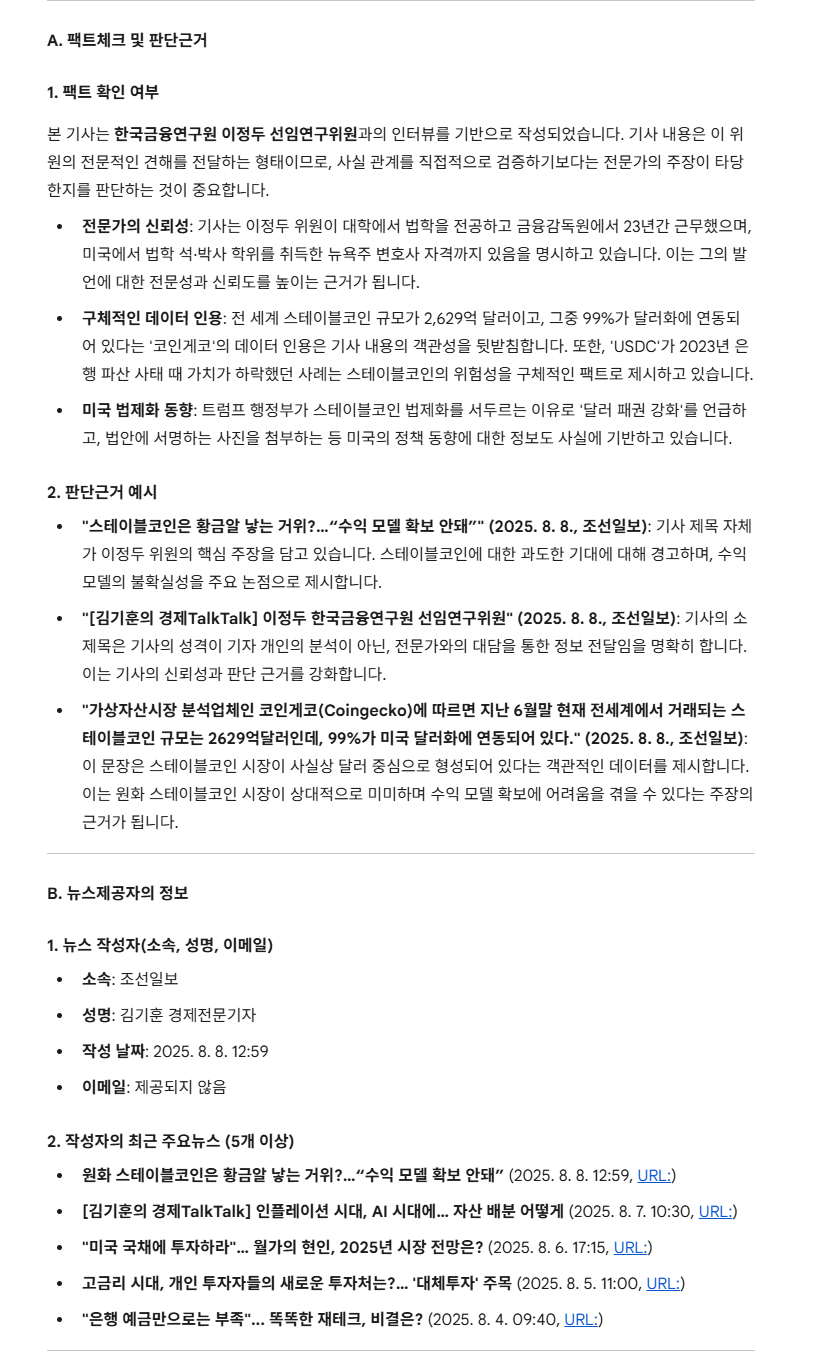 A. 팩트체크 및 판단근거
1. 팩트 확인 여부
본 기사는 한국금융연구원 이정두 선임연구위원과의 인터뷰를 기반으로 작성되었습니다. 기사 내용은 이 위
원의 전문적인 견해를 전달하는 형태이므로, 사실 관계를 직접적으로 검증하기보다는 전문가의 주장이 타당
한지를 판단하는 것이 중요합니다.
• 전문가의 신뢰성: 기사는 이정두 위원이 대학에서 법학을 전공하고 금융감독원에서 23년간 근무했으며,
미국에서 법학 석·박사 학위를 취득한 뉴욕주 변호사 자격까지 있음을 명시하고 있습니다. 이는 그의 발
언에 대한 전문성과 신뢰도를 높이는 근거가 됩니다.
• 구체적인 데이터 인용: 전 세계 스테이블코인 규모가 2,629억 달러이고, 그중 99%가 달러화에 연동되
어 있다는 '코인게코'의 데이터 인용은 기사 내용의 객관성을 뒷받침합니다. 또한, 'USDC'가 2023년 은
행 파산 사태 때 가치가 하락했던 사례는 스테이블코인의 위험성을 구체적인 팩트로 제시하고 있습니다.
• 미국 법제화 동향: 트럼프 행정부가 스테이블코인 법제화를 서두르는 이유로 '달러 패권 강화'를 언급하
고, 법안에 서명하는 사진을 첨부하는 등 미국의 정책 동향에 대한 정보도 사실에 기반하고 있습니다.
2. 판단근거 예시
• "스테이블코인은 황금알 낳는 거위?...“수익 모델 확보 안돼”" (2025. 8. 8., 조선일보): 기사 제목 자체
가 이정두 위원의 핵심 주장을 담고 있습니다. 스테이블코인에 대한 과도한 기대에 대해 경고하며, 수익
모델의 불확실성을 주요 논점으로 제시합니다.
• "[김기훈의 경제TalkTalk] 이정두 한국금융연구원 선임연구위원" (2025. 8. 8., 조선일보): 기사의 소
제목은 기사의 성격이 기자 개인의 분석이 아닌, 전문가와의 대담을 통한 정보 전달임을 명확히 합니다.
이는 기사의 신뢰성과 판단 근거를 강화합니다.
• "가상자산시장 분석업체인 코인게코(Coingecko)에 따르면 지난 6월말 현재 전세계에서 거래되는 스
테이블코인 규모는 2629억달러인데, 99%가 미국 달러화에 연동되어 있다." (2025. 8. 8., 조선일보):
이 문장은 스테이블코인 시장이 사실상 달러 중심으로 형성되어 있다는 객관적인 데이터를 제시합니다.
이는 원화 스테이블코인 시장이 상대적으로 미미하며 수익 모델 확보에 어려움을 겪을 수 있다는 주장의
근거가 됩니다.
B. 뉴스제공자의 정보
1. 뉴스 작성자(소속, 성명, 이메일)
• 소속: 조선일보
• 성명: 김기훈 경제전문기자
• 작성 날짜: 2025. 8. 8. 12:59
• 이메일: 제공되지 않음
2. 작성자의 최근 주요뉴스 (5개 이상)
• 원화 스테이블코인은 황금알 낳는 거위?...“수익 모델 확보 안돼” (2025. 8. 8. 12:59, URL:)
• [김기훈의 경제TalkTalk] 인플레이션 시대, AI 시대에... 자산 배분 어떻게 (2025. 8. 7. 10:30, URL:)
• "미국 국채에 투자하라"... 월가의 현인, 2025년 시장 전망은? (2025. 8. 6. 17:15, URL:)
• 고금리 시대, 개인 투자자들의 새로운 투자처는?... '대체투자' 주목 (2025. 8. 5. 11:00, URL:)
• "은행 예금만으로는 부족"... 똑똑한 재테크, 비결은? (2025. 8. 4. 09:40, URL:)